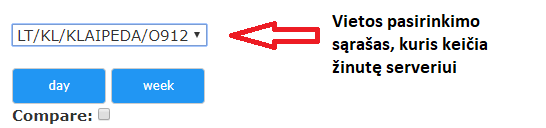 LT/KL/KLAIPEDA/O912
Vietos pasirinkimo
sąrašas, kuris keičia
žinutę serveriui
day week
Compare: